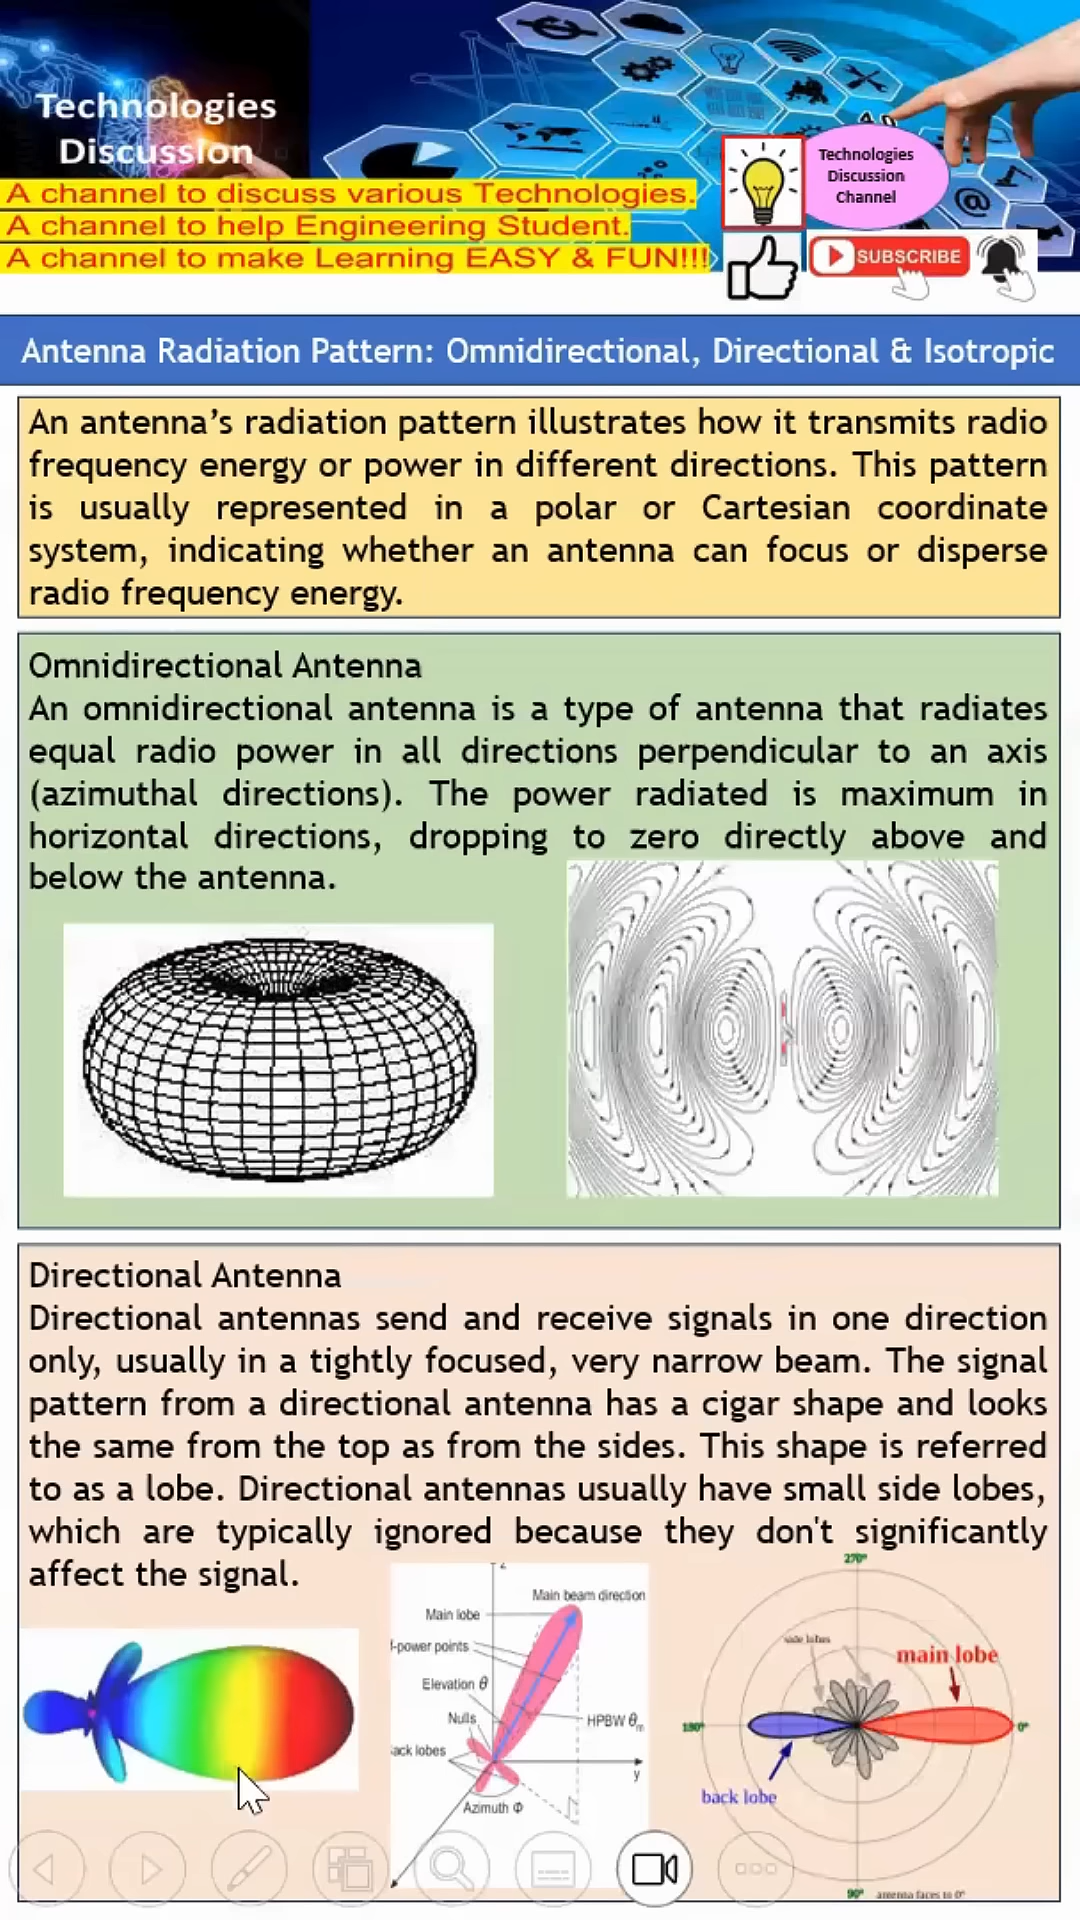 Technologies
Discussion
A channel to discuss various Technologies.
A channel to help Engineering Student.
A channel to make Learning EASY & FUN!!!
Technologies
Discussion
Channel
SUBSCRIBE
Antenna Radiation Pattern: Omnidirectional, Directional & Isotropic
An antenna’s radiation pattern illustrates how it transmits radio
frequency energy or power in different directions. This pattern
is usually represented in a polar or Cartesian coordinate
system, indicating whether an antenna can focus or disperse
radio frequency energy.
Omnidirectional Antenna
An omnidirectional antenna is a type of antenna that radiates
equal radio power in all directions perpendicular to an axis
(azimuthal directions). The power radiated is maximum in
horizontal directions, dropping to zero directly above and
below the antenna.
Directional Antenna
Directional antennas send and receive signals in one direction
only, usually in a tightly focused, very narrow beam. The signal
pattern from a directional antenna has a cigar shape and looks
the same from the top as from the sides. This shape is referred
to as a lobe. Directional antennas usually have small side lobes,
which are typically ignored because they don't significantly
affect the signal.
z
Main beam direction
Main lobe
f-power points
Elevation θ
Nulls
HPBW θm
ack lobes
y
Azimuth Φ
270°
side lobes
main lobe
180°
0°
back lobe
90°
antenna faces to 0°